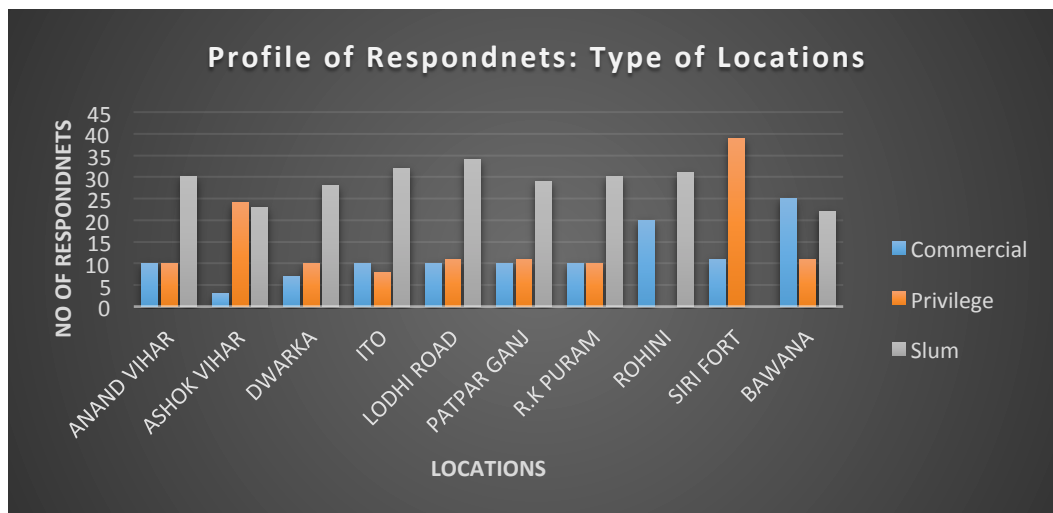 Profile of Respondnets: Type of Locations
NO OF RESPONDNETS
45
40
35
30
25
20
15
10
5
0
ANAND VIHAR
ASHOK VIHAR
DWARKA
ITO
LODHI ROAD
PATPAR GANJ
R.K PURAM
ROHINI
SIRI FORT
BAWANA
LOCATIONS
Commercial
Privilege
Slum